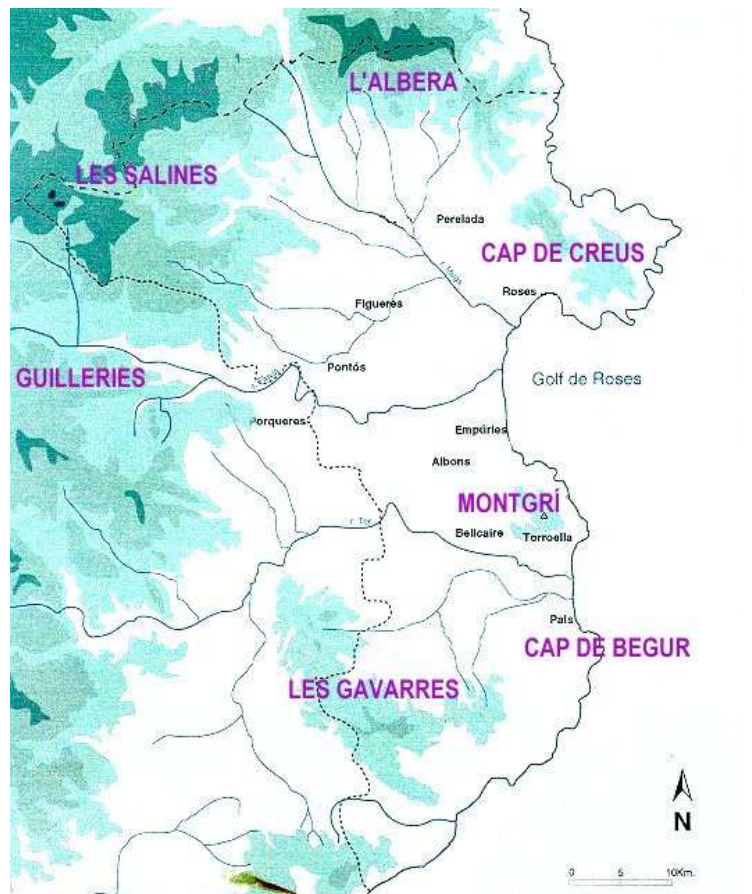 L'ALBERA
LES SALINES
Perelada
CAP DE CREUS
r. Muga
Roses
Figueres
Pontós
GUILLERIES
Golf de Roses
Porqueres
Empúries
Albons
MONTGRÍ
r. Ter
Bellcaire
Torroella
Pals
CAP DE BEGUR
LES GAVARRES
N
0 5 10Km.